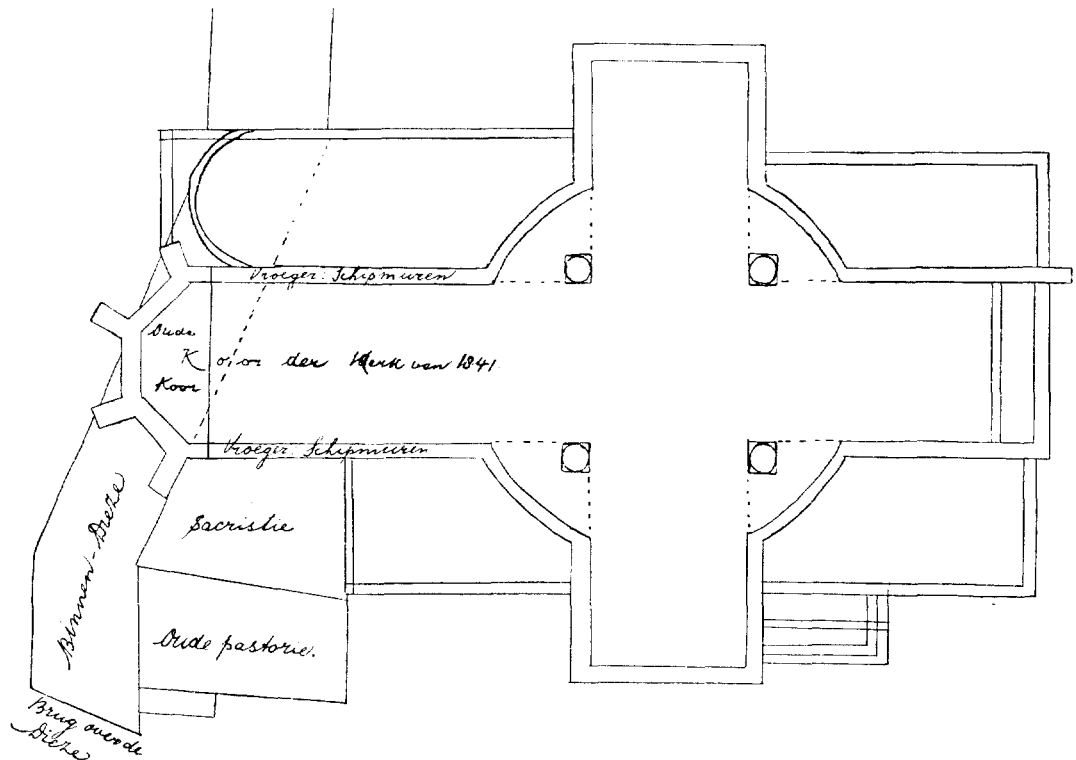 Vroeger: Schipmuren
Oude
Koor der Kerk van 1841
Koor
Vroeger: Schipmuren
Sacristie
Binnen-Dieze
Oude pastorie.
Brug over de
Dieze